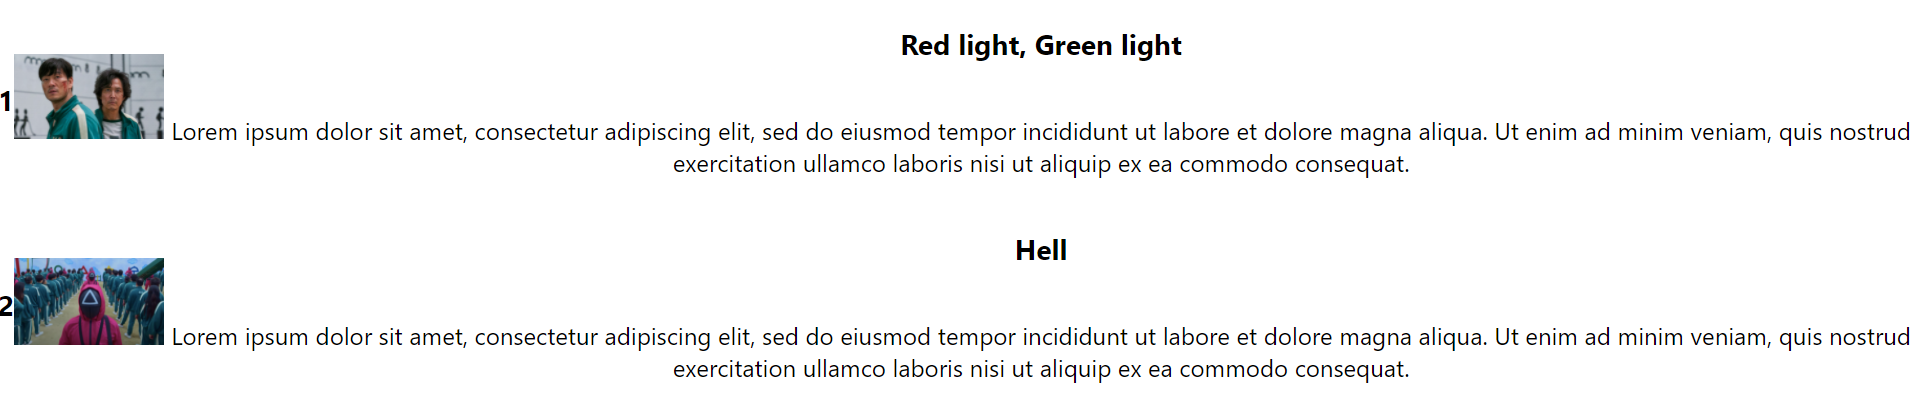 Red light, Green light
1
Lorem ipsum dolor sit amet, consectetur adipiscing elit, sed do eiusmod tempor incididunt ut labore et dolore magna aliqua. Ut enim ad minim veniam, quis nostrud
exercitation ullamco laboris nisi ut aliquip ex ea commodo consequat.
Hell
2
Lorem ipsum dolor sit amet, consectetur adipiscing elit, sed do eiusmod tempor incididunt ut labore et dolore magna aliqua. Ut enim ad minim veniam, quis nostrud
exercitation ullamco laboris nisi ut aliquip ex ea commodo consequat.